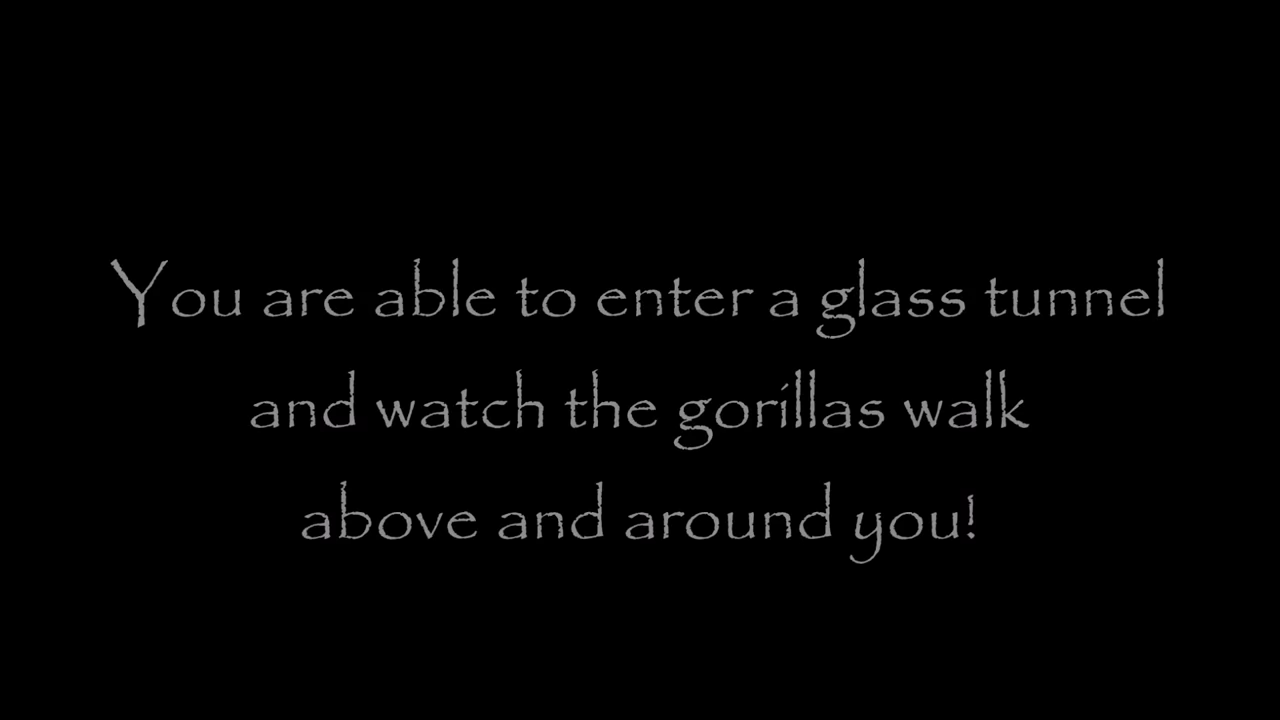 You are able to enter a glass tunnel
and watch the gorillas walk
above and around you!